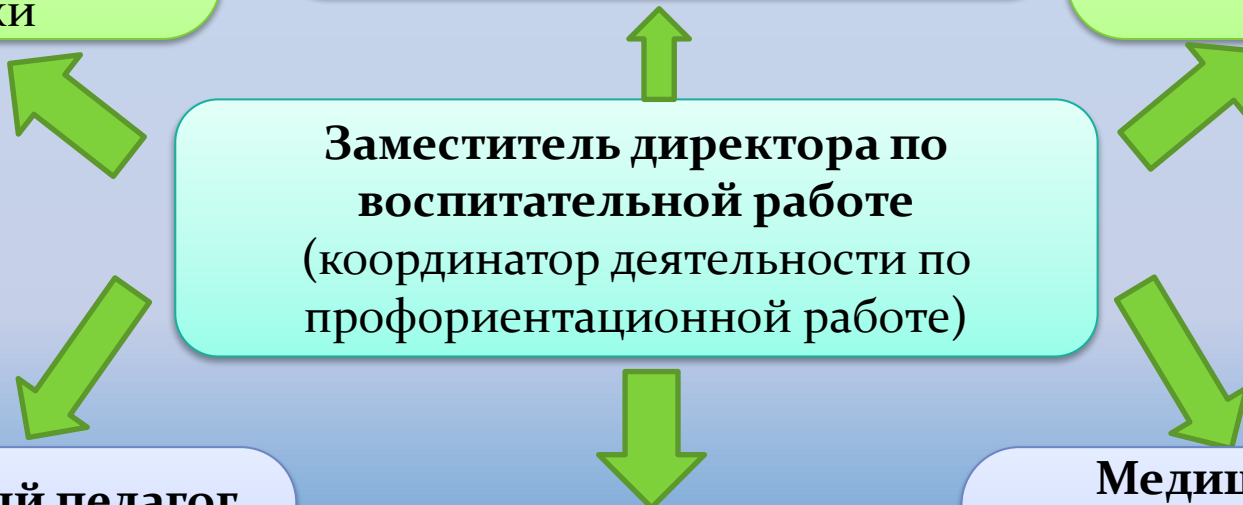 Заместитель директора по
воспитательной работе
(координатор деятельности по
профориентационной работе)
педагог